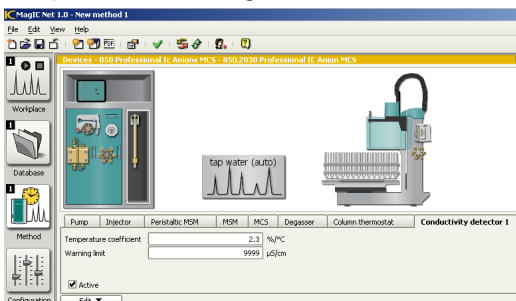 MagIC Net 1.0 - New method 1
File Edit View Help
PDF
Devices - 850 Professional Ic Anions MCS - 850.2030 Professional IC Anion MCS
1
Workplace
1
Database
1
Method
Configuration
tap water (auto)
Pump Injector Peristaltic MSM MSM MCS Degasser Column thermostat Conductivity detector 1
Temperature coefficient 2.3 %/°C
Warning limit 9999 µS/cm
Active
Edit